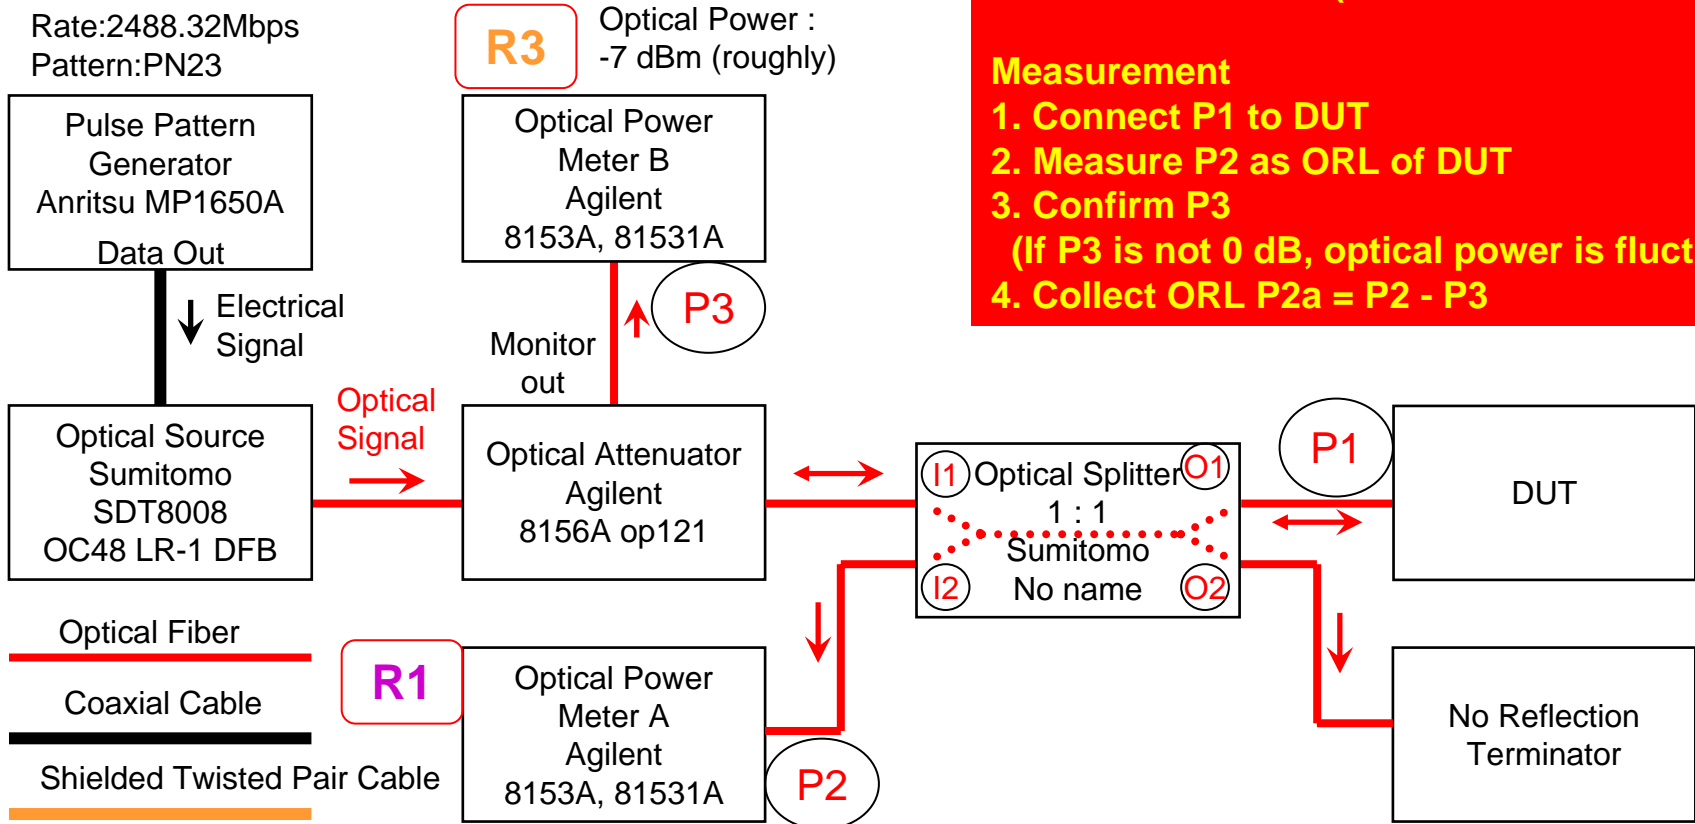 Rate:2488.32Mbps
Pattern:PN23
R3
Optical Power :
-7 dBm (roughly)
Measurement
1. Connect P1 to DUT
2. Measure P2 as ORL of DUT
3. Confirm P3
(If P3 is not 0 dB, optical power is fluct
4. Collect ORL P2a = P2 - P3
Pulse Pattern
Generator
Anritsu MP1650A
Data Out
Optical Power
Meter B
Agilent
8153A, 81531A
Electrical
Signal
P3
Monitor
out
Optical
Signal
Optical Source
Sumitomo
SDT8008
OC48 LR-1 DFB
Optical Attenuator
Agilent
8156A op121
I1
Optical Splitter
O1
1 : 1
Sumitomo
I2
No name
O2
P1
DUT
Optical Fiber
Coaxial Cable
Shielded Twisted Pair Cable
R1
Optical Power
Meter A
Agilent
8153A, 81531A
P2
No Reflection
Terminator